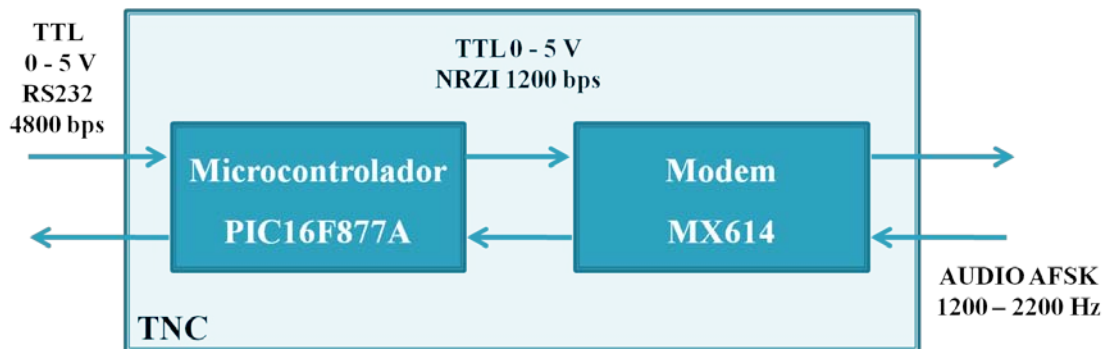 TTL
0 - 5 V
RS232
4800 bps
TTL 0 - 5 V
NRZI 1200 bps
Microcontrolador
PIC16F877A
Modem
MX614
AUDIO AFSK
1200 – 2200 Hz
TNC